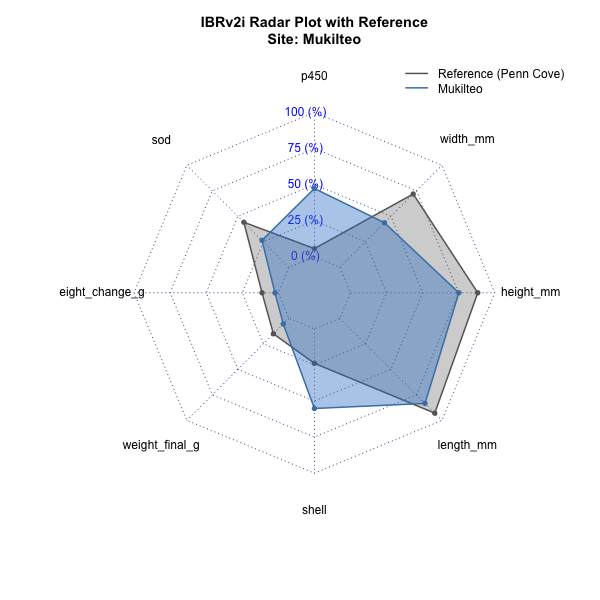 IBRv2i Radar Plot with Reference
Site: Mukilteo
p450
Reference (Penn Cove)
Mukilteo
100 (%)
sod
width_mm
75 (%)
50 (%)
25 (%)
0 (%)
eight_change_g
height_mm
weight_final_g
length_mm
shell